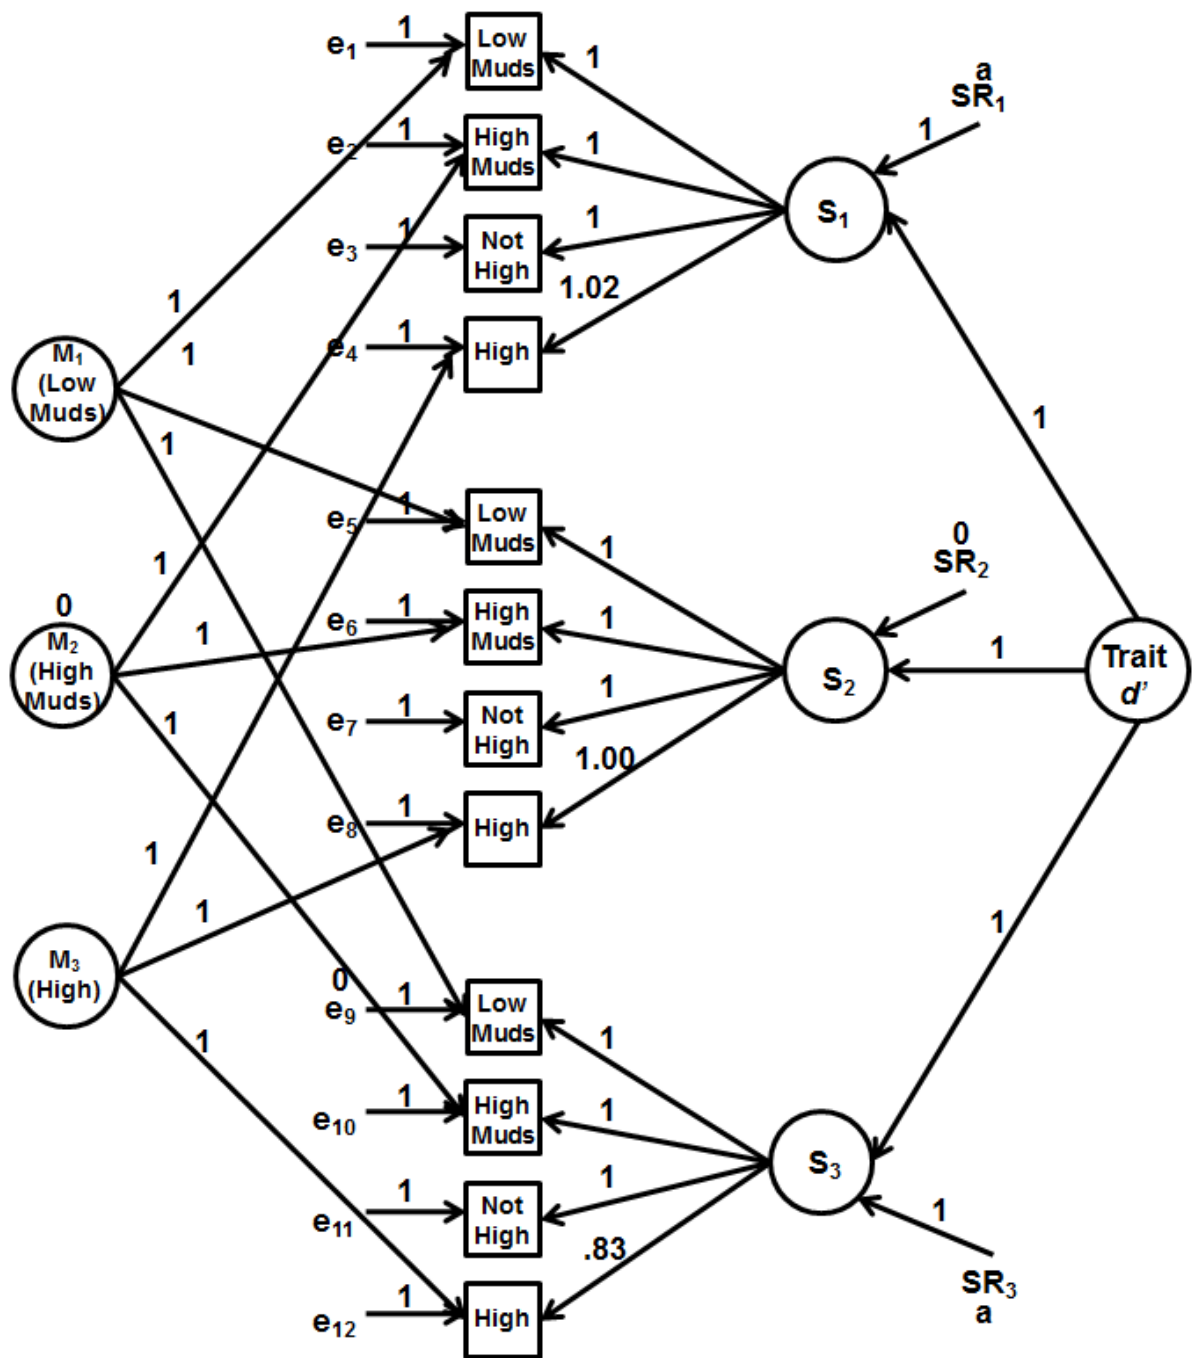 e1 1 Low Muds 1
a
SR1
1
e2 1 High Muds 1
S1
e3 1 Not High 1
1.02
e4 1 High
1
1
M1 (Low Muds)
1
1
e5 1 Low Muds 1
0
SR2
1
0
M2 (High Muds)
1
e6 1 High Muds 1
S2
1
Trait d’
1
e7 1 Not High 1
1.00
e8 1 High
1
1
M3 (High)
1
0
e9 1 Low Muds 1
1
e10 1 High Muds 1
S3
e11 1 Not High 1
1
.83
SR3
a
e12 1 High